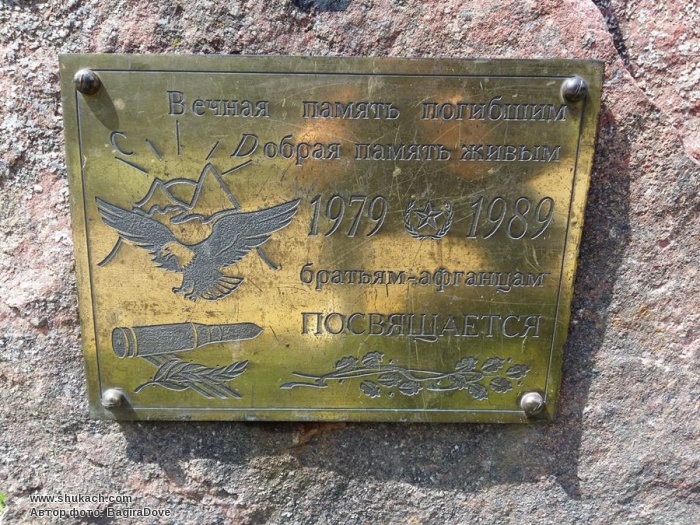 Вечная память погибшим
Добрая память живым
1979 1989
братьям-афганцам
ПОСВЯЩАЕТСЯ
www.shukach.com
Автор фото: BagiraDove